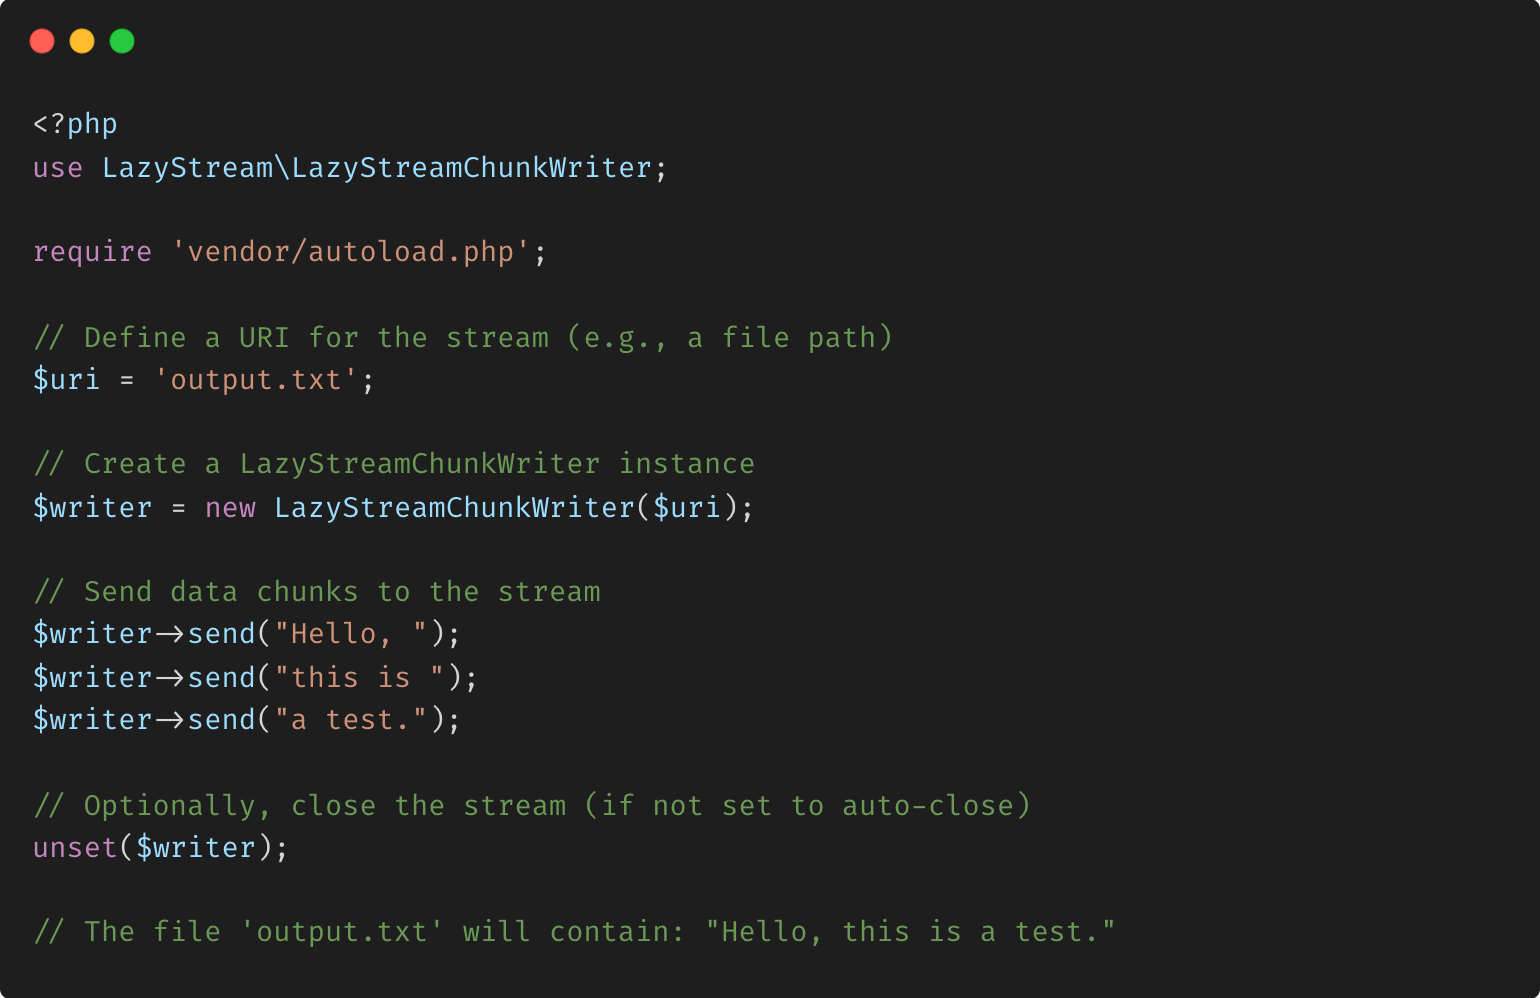 <?php
use LazyStream\LazyStreamChunkWriter;
require 'vendor/autoload.php';
// Define a URI for the stream (e.g., a file path)
$uri = 'output.txt';
// Create a LazyStreamChunkWriter instance
$writer = new LazyStreamChunkWriter($uri);
// Send data chunks to the stream
$writer->send("Hello, ");
$writer->send("this is ");
$writer->send("a test.");
// Optionally, close the stream (if not set to auto-close)
unset($writer);
// The file 'output.txt' will contain: "Hello, this is a test."